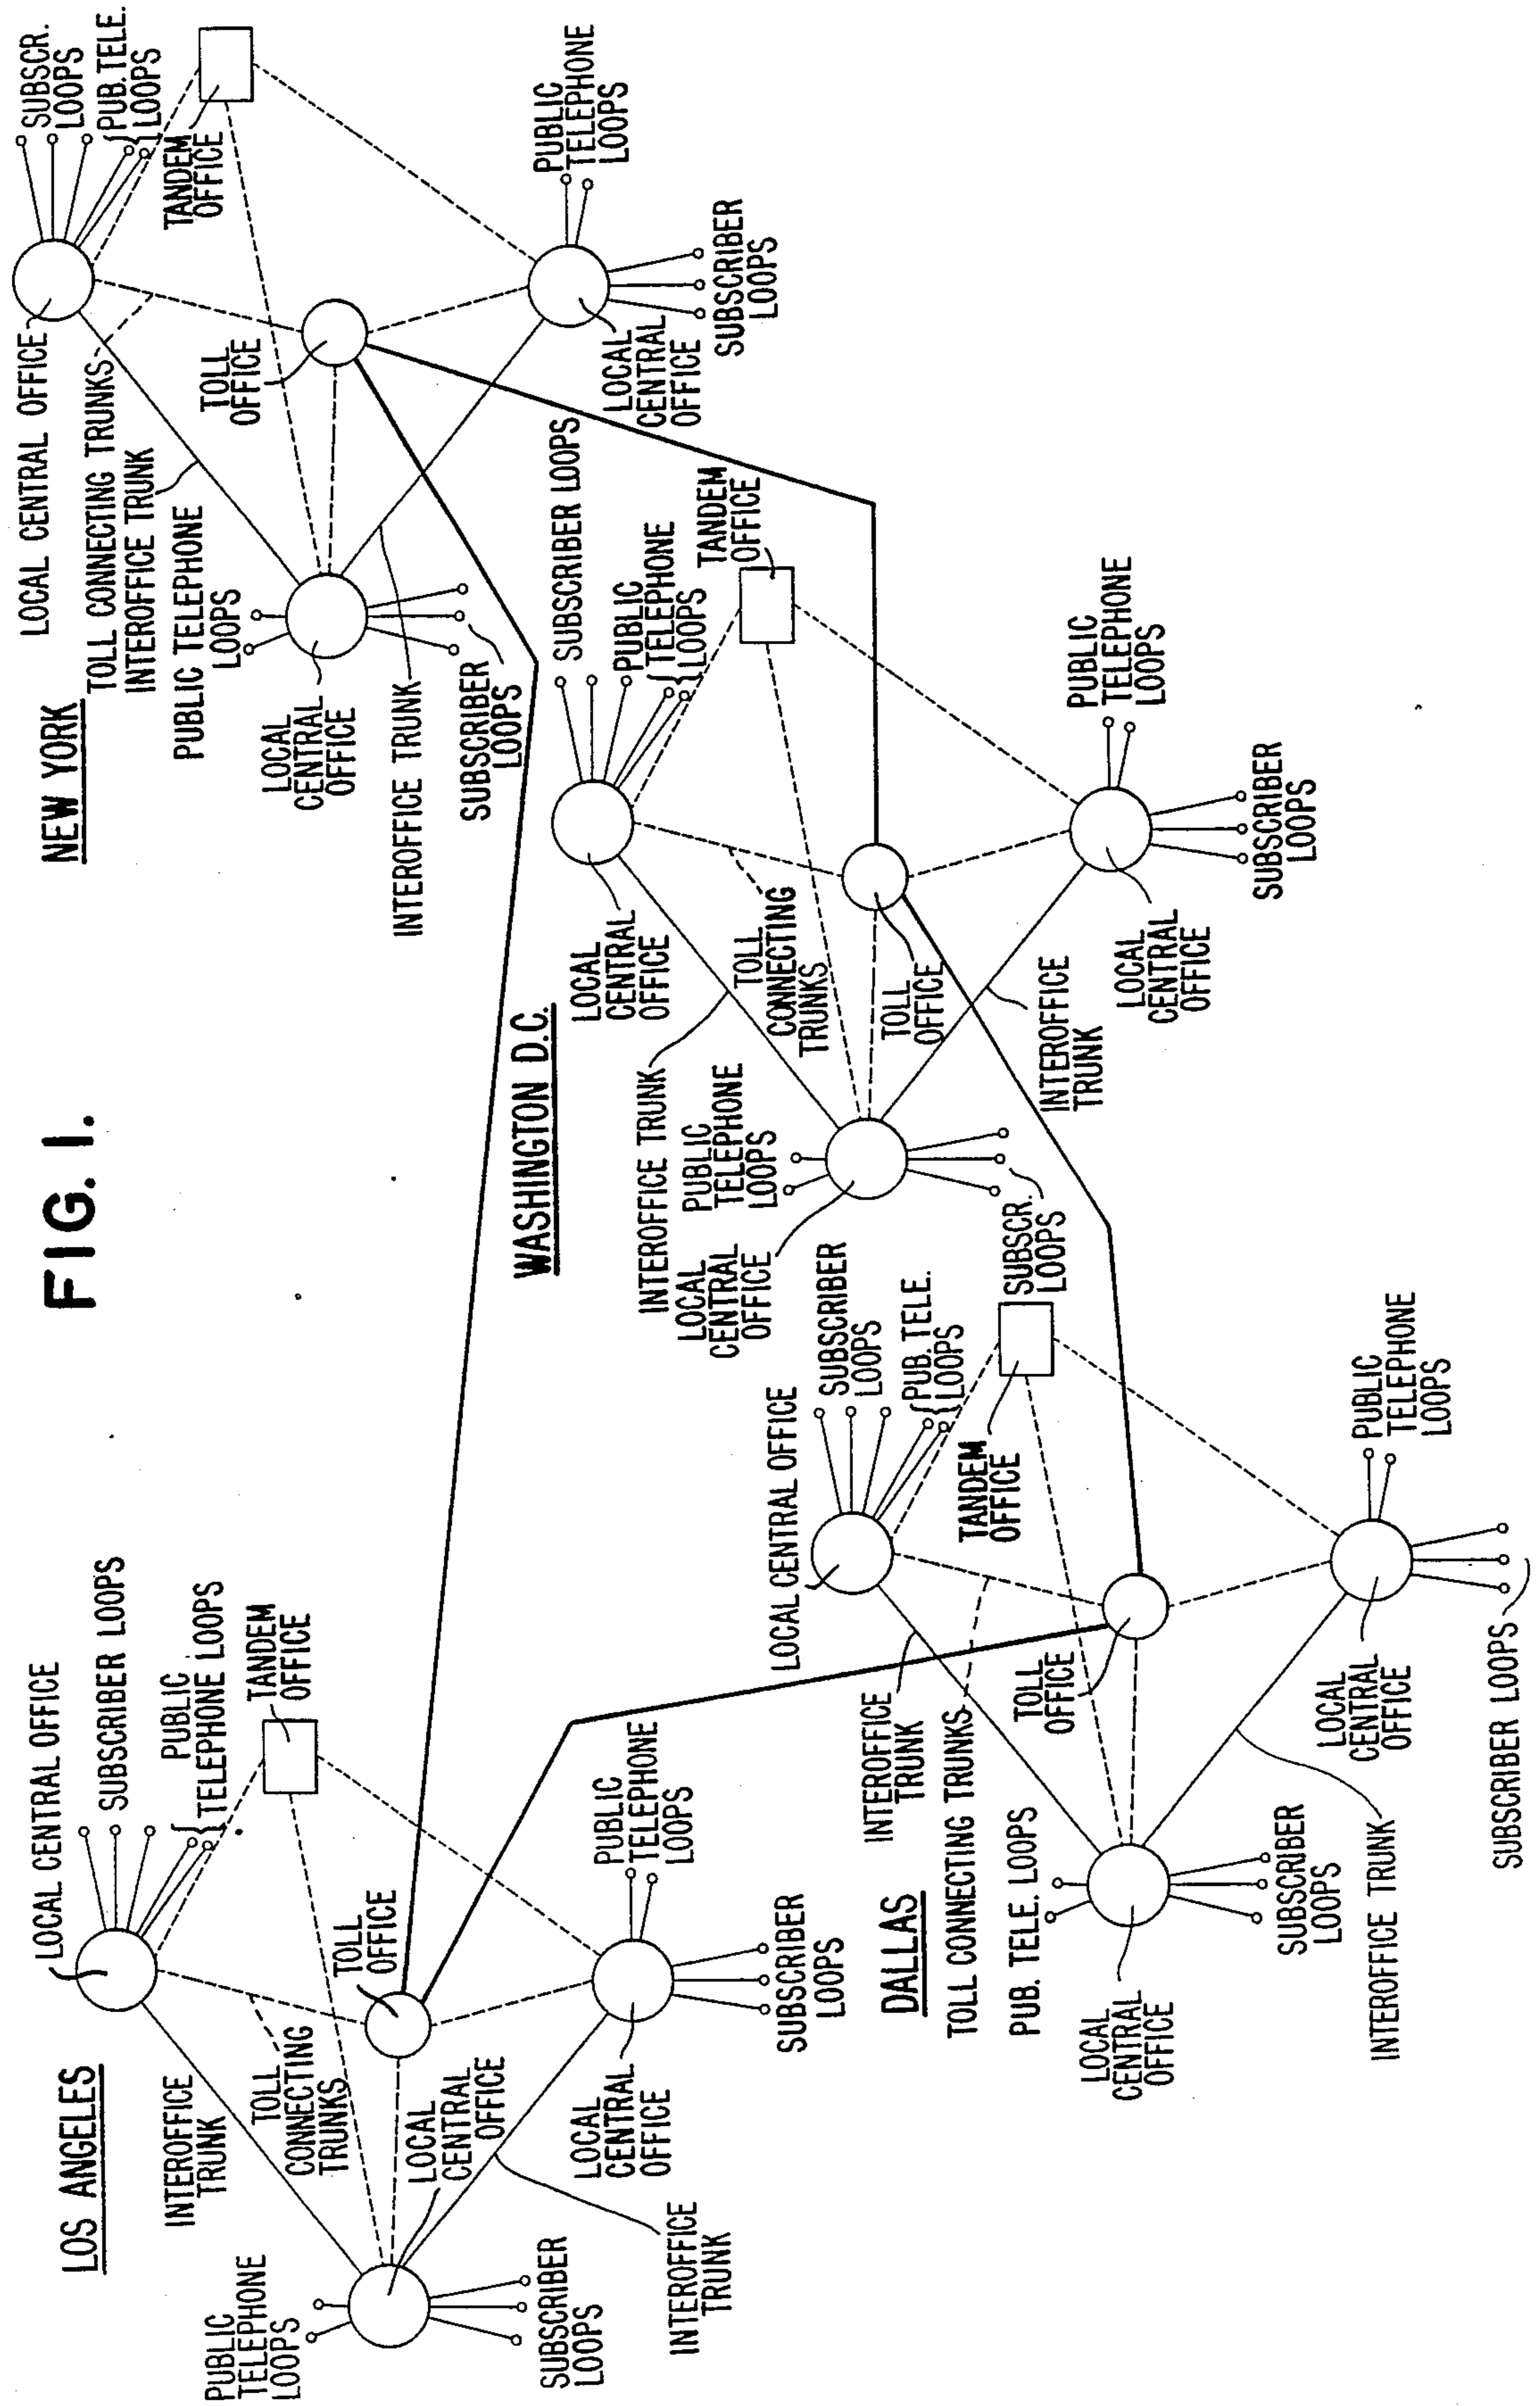 FIG. 1.
LOS ANGELES
LOCAL CENTRAL OFFICE
SUBSCRIBER LOOPS
PUBLIC
TELEPHONE LOOPS
TANDEM
OFFICE
INTEROFFICE
TRUNK
TOLL
CONNECTING
TRUNKS
TOLL
OFFICE
PUBLIC
TELEPHONE
LOOPS
LOCAL
CENTRAL
OFFICE
SUBSCRIBER
LOOPS
INTEROFFICE
TRUNK
LOCAL
CENTRAL
OFFICE
PUBLIC
TELEPHONE
LOOPS
SUBSCRIBER
LOOPS
NEW YORK
LOCAL CENTRAL OFFICE
SUBSCR.
LOOPS
PUB. TELE.
LOOPS
TOLL CONNECTING TRUNKS
INTEROFFICE TRUNK
TANDEM
OFFICE
PUBLIC TELEPHONE
LOOPS
TOLL
OFFICE
LOCAL
CENTRAL
OFFICE
INTEROFFICE TRUNK
SUBSCRIBER
LOOPS
PUBLIC
TELEPHONE
LOOPS
LOCAL
CENTRAL
OFFICE
SUBSCRIBER
LOOPS
WASHINGTON D.C.
SUBSCRIBER LOOPS
PUBLIC
TELEPHONE
LOOPS
TANDEM
OFFICE
LOCAL
CENTRAL
OFFICE
INTEROFFICE TRUNK
TOLL
CONNECTING
TRUNKS
PUBLIC
TELEPHONE
LOOPS
LOCAL
CENTRAL
OFFICE
TOLL
OFFICE
SUBSCR.
LOOPS
INTEROFFICE
TRUNK
PUBLIC
TELEPHONE
LOOPS
LOCAL
CENTRAL
OFFICE
SUBSCRIBER
LOOPS
DALLAS
LOCAL CENTRAL OFFICE
SUBSCRIBER
LOOPS
PUB. TELE.
LOOPS
INTEROFFICE
TRUNK
TOLL CONNECTING TRUNKS
TANDEM
OFFICE
PUB. TELE. LOOPS
TOLL
OFFICE
LOCAL
CENTRAL
OFFICE
SUBSCRIBER
LOOPS
INTEROFFICE TRUNK
LOCAL
CENTRAL
OFFICE
PUBLIC
TELEPHONE
LOOPS
SUBSCRIBER LOOPS